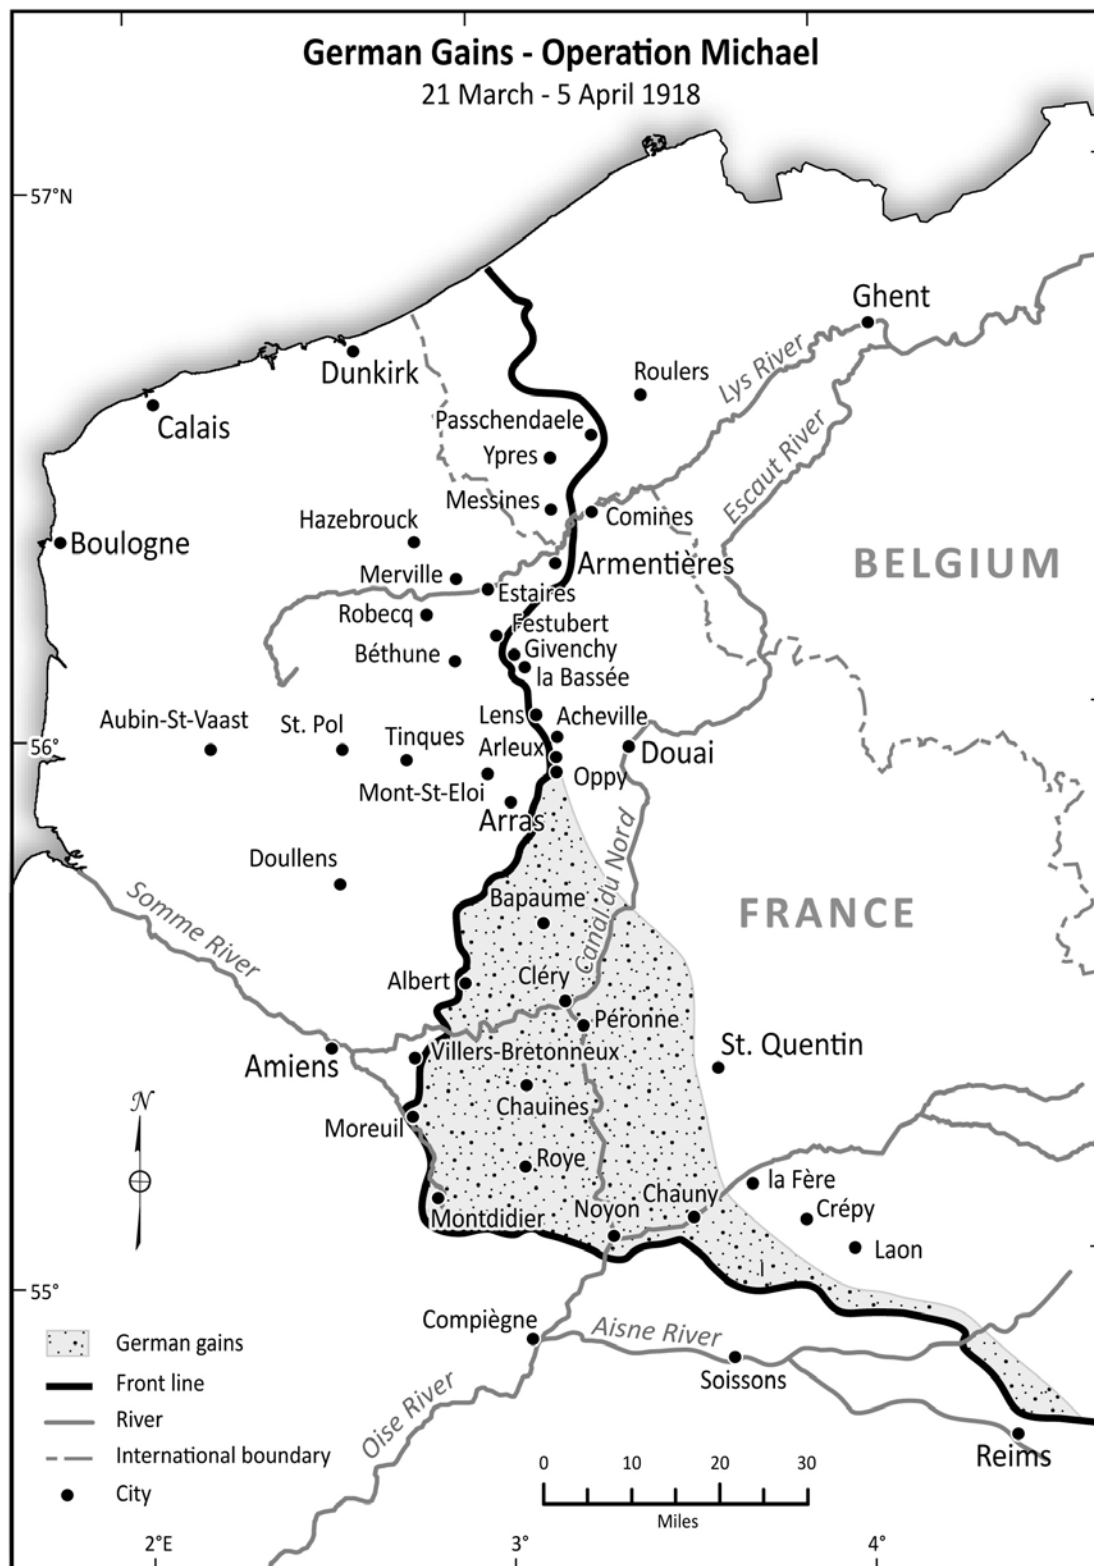 German Gains - Operation Michael
21 March - 5 April 1918
57°N
Ghent
Lys River
Dunkirk
Roulers
Calais
Passchendaele
Escaut River
Ypres
Messines
Comines
Hazebrouck
Boulogne
Armentières
BELGIUM
Merville
Estaires
Robecq
Festubert
Givenchy
Béthune
la Bassée
Aubin-St-Vaast
St. Pol
Lens
Acheville
Tinques
Arleux
56°
Douai
Oppy
Mont-St-Eloi
Arras
Canal du Nord
Doullens
Bapaume
FRANCE
Somme River
Albert
Cléry
Péronne
Villers-Bretonneux
St. Quentin
Amiens
N
Chauines
Moreuil
Roye
la Fère
Chauny
Noyon
Crépy
Montdidier
Laon
55°
Compiègne
Aisne River
German gains
Soissons
Front line
Oise River
River
International boundary
Reims
City
0 10 20 30
Miles
2°E 3° 4°